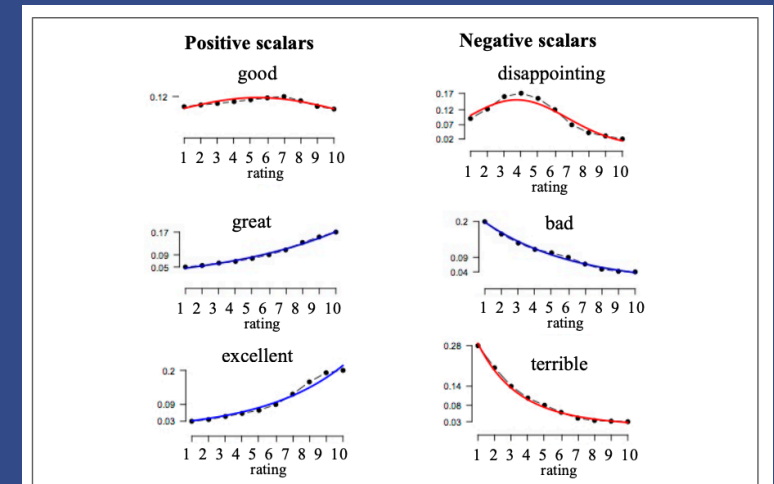 Positive scalars
Negative scalars
good
0.12
1 2 3 4 5 6 7 8 9 10
rating
disappointing
0.17
0.12
0.07
0.02
1 2 3 4 5 6 7 8 9 10
rating
great
0.17
0.09
0.05
1 2 3 4 5 6 7 8 9 10
rating
bad
0.2
0.09
0.04
1 2 3 4 5 6 7 8 9 10
rating
excellent
0.2
0.09
0.03
1 2 3 4 5 6 7 8 9 10
rating
terrible
0.28
0.14
0.08
0.03
1 2 3 4 5 6 7 8 9 10
rating